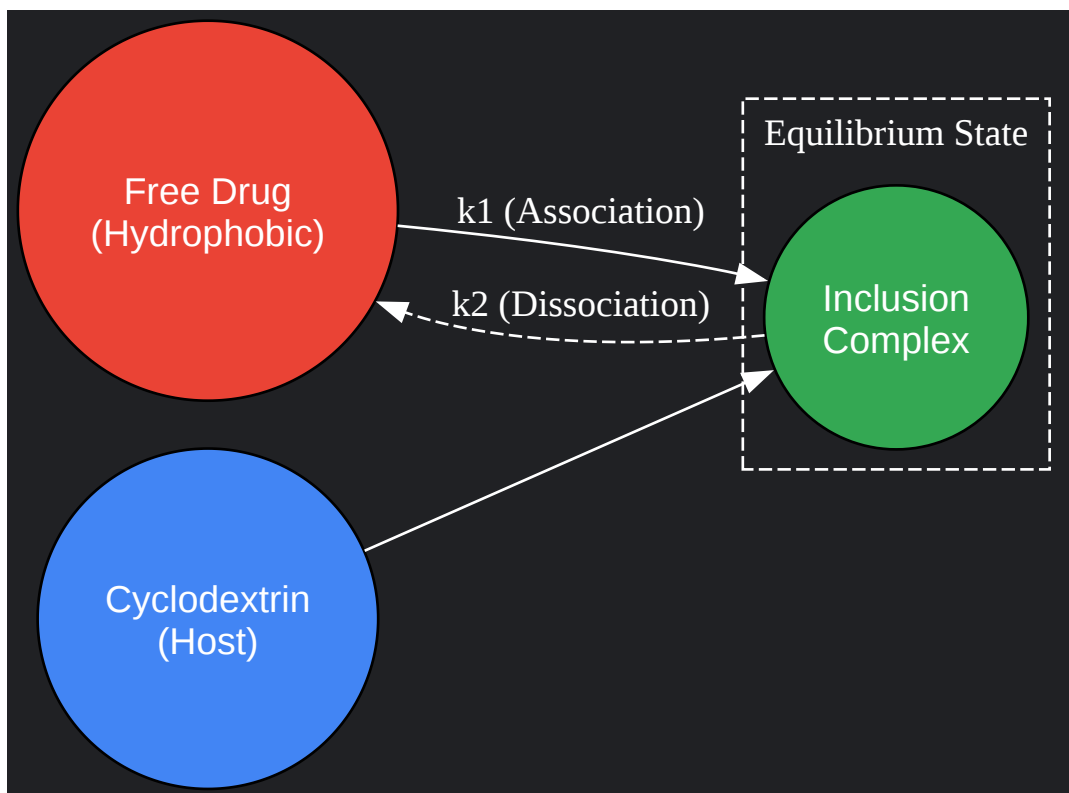 Free Drug
(Hydrophobic)
k1 (Association)
k2 (Dissociation)
Equilibrium State
Inclusion
Complex
Cyclodextrin
(Host)